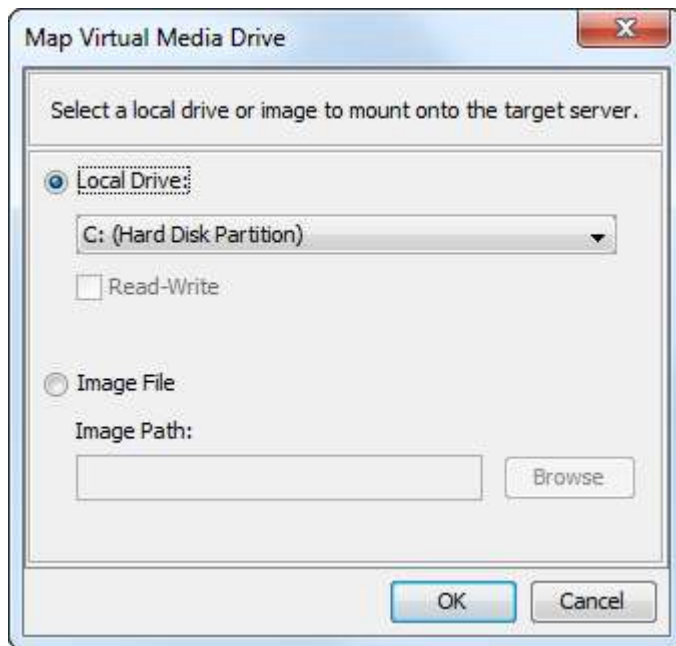 Map Virtual Media Drive
Select a local drive or image to mount onto the target server.
Local Drive:
C: (Hard Disk Partition)
Read-Write
Image File
Image Path:
Browse
OK
Cancel